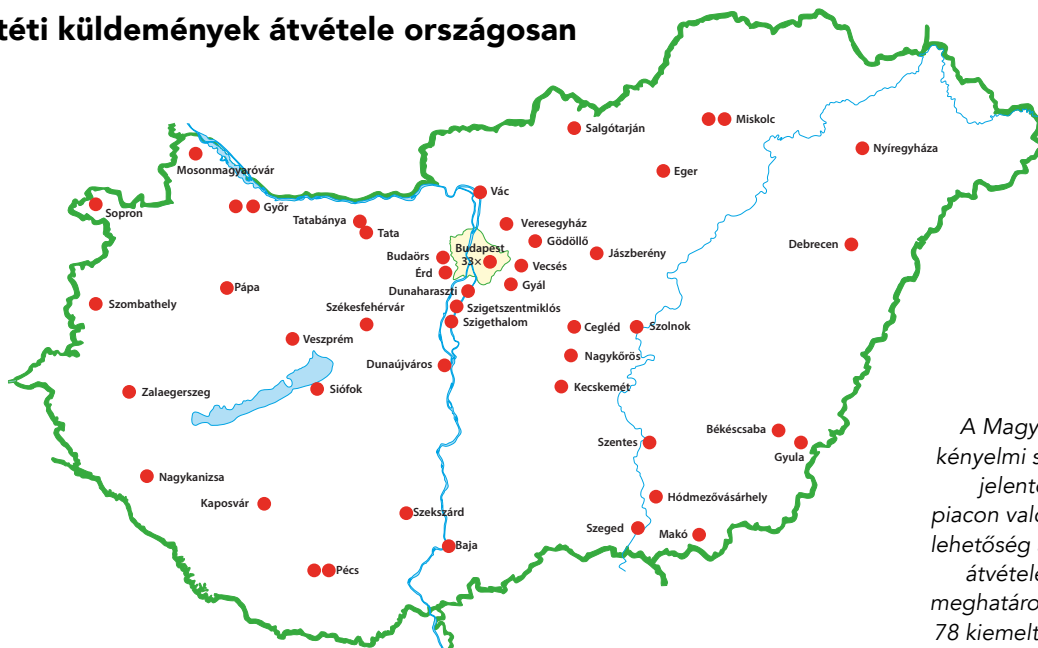 téti küldemények átvétele országosan
Salgótarján
Miskolc
Nyíregyháza
Mosonmagyaróvár
Eger
Vác
Sopron
Győr
Tatabánya
Tata
Veresegyház
Gödöllő
Debrecen
Budapest
33×
Jászberény
Budaörs
Vecsés
Érd
Gyál
Pápa
Dunaharaszti
Szombathely
Székesfehérvár
Szigetszentmiklós
Szigethalom
Cegléd
Szolnok
Veszprém
Nagykőrös
Dunaújváros
Kecskemét
Zalaegerszeg
Siófok
Békéscsaba
Szentes
Gyula
Nagykanizsa
Kaposvár
Hódmezővásárhely
Szekszárd
Szeged
Makó
Baja
Pécs
A Magy
kényelmi s
jelent
piacon val
lehetőség
átvétel
meghatáro
78 kiemelt